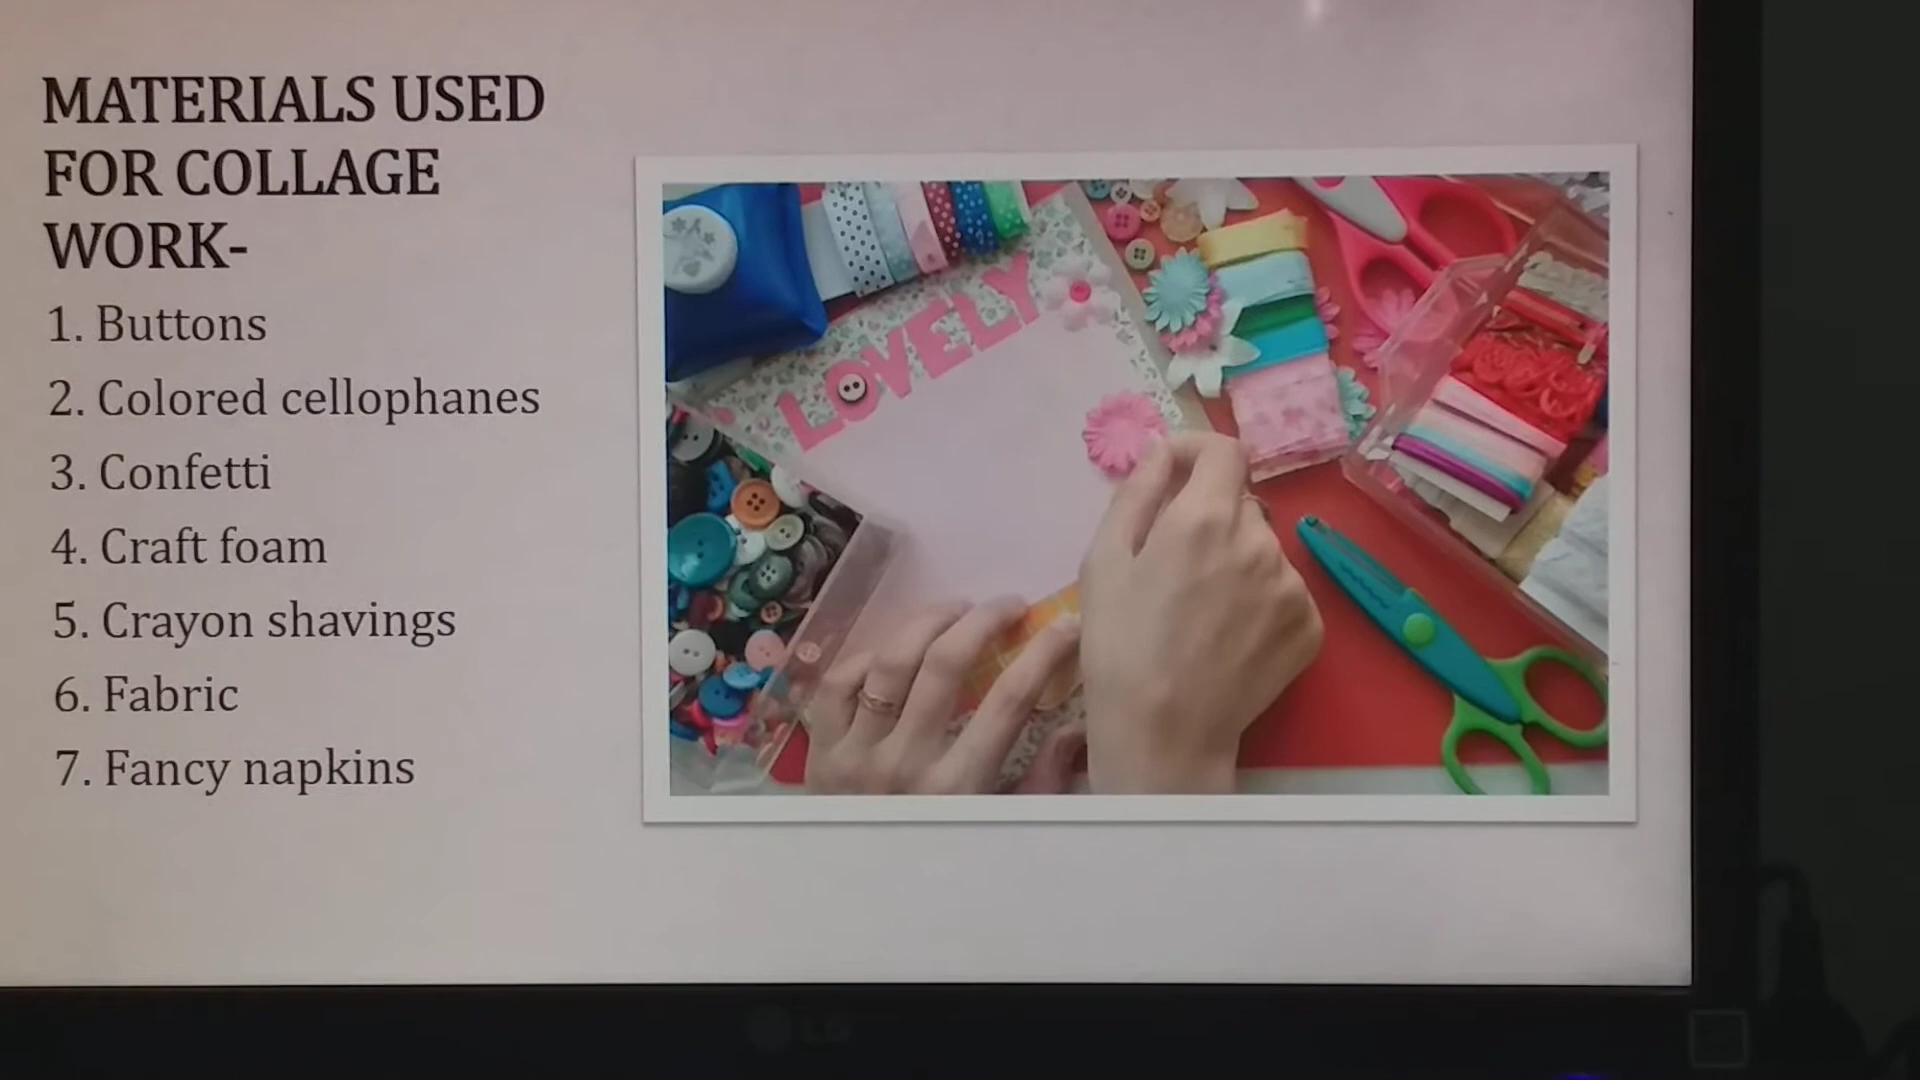 MATERIALS USED
FOR COLLAGE
WORK-
1. Buttons
2. Colored cellophanes
3. Confetti
4. Craft foam
5. Crayon shavings
6. Fabric
7. Fancy napkins
LOVELY
LG